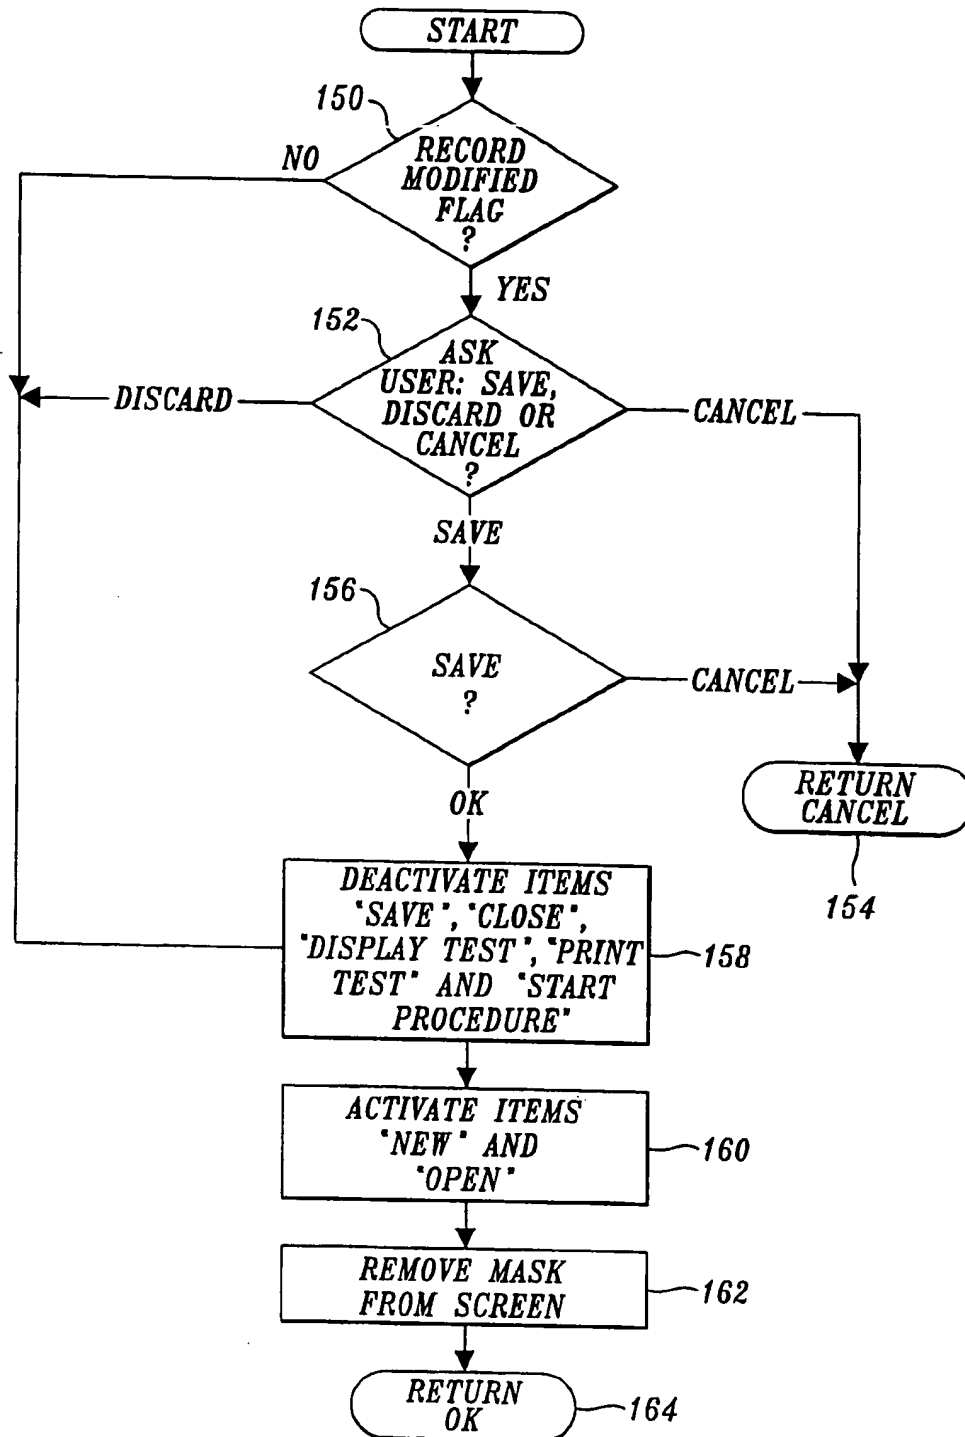 START
150
RECORD
MODIFIED
FLAG
?
NO
YES
152
ASK
USER: SAVE,
DISCARD OR
CANCEL
?
DISCARD
CANCEL
SAVE
156
SAVE
?
CANCEL
OK
RETURN
CANCEL
154
DEACTIVATE ITEMS
"SAVE", "CLOSE",
"DISPLAY TEST", "PRINT
TEST" AND "START
PROCEDURE"
158
ACTIVATE ITEMS
"NEW" AND
"OPEN"
160
REMOVE MASK
FROM SCREEN
162
RETURN
OK
164